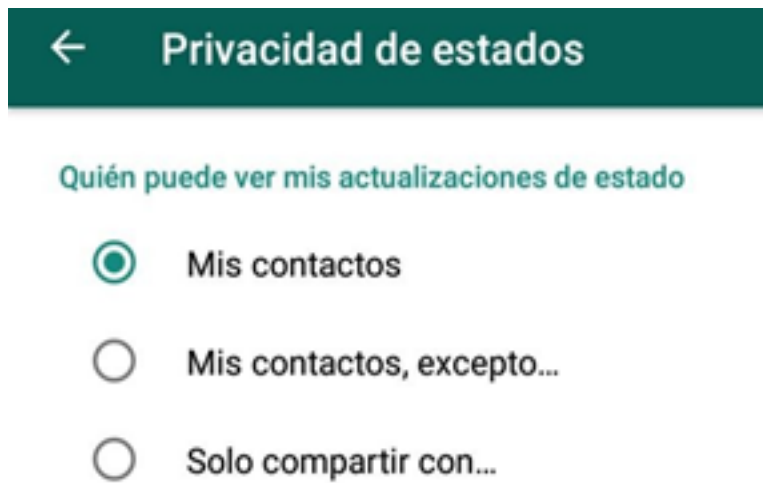 Privacidad de estados
Quién puede ver mis actualizaciones de estado
Mis contactos
Mis contactos, excepto...
Solo compartir con...